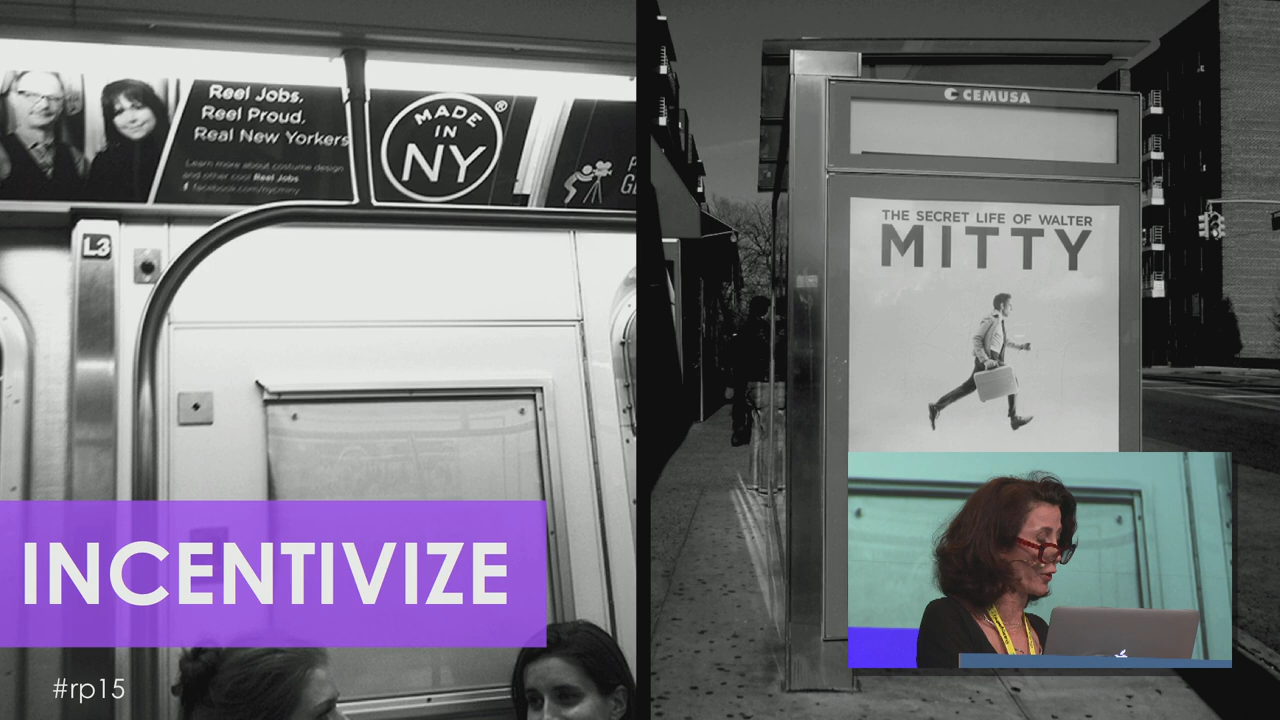 Reel Jobs.
Reel Proud.
Real New Yorkers
Learn more about costume design
and other cool Reel Jobs
facebook.com/nycminy
MADE
IN
NY
®
L3
CEMUSA
THE SECRET LIFE OF WALTER
MITTY
INCENTIVIZE
#rp15